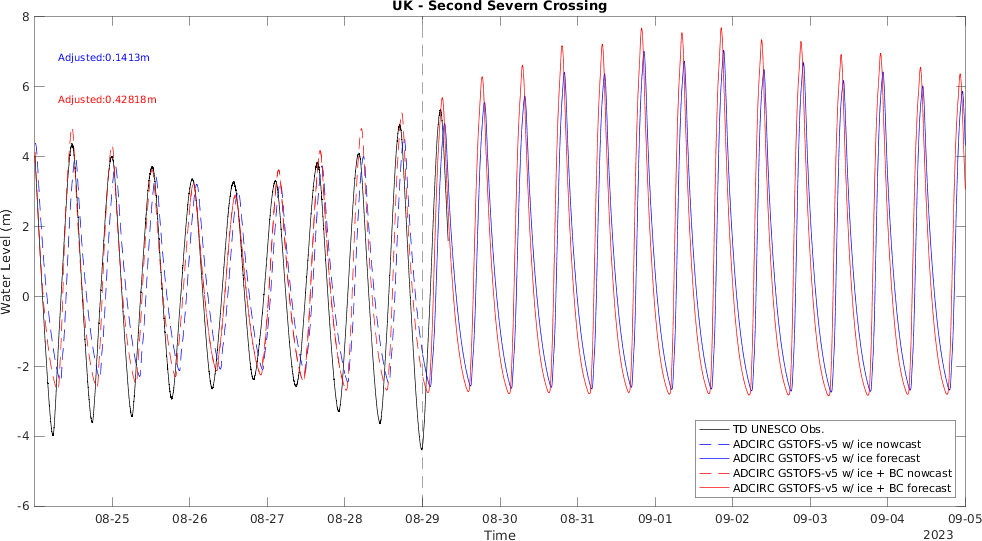 UK - Second Severn Crossing
8
6
4
2
0
-2
-4
-6
Water Level (m)
Adjusted:0.1413m
Adjusted:0.42818m
TD UNESCO Obs.
ADCIRC GSTOFS-v5 w/ ice nowcast
ADCIRC GSTOFS-v5 w/ ice forecast
ADCIRC GSTOFS-v5 w/ ice + BC nowcast
ADCIRC GSTOFS-v5 w/ ice + BC forecast
08-25 08-26 08-27 08-28 08-29 08-30 08-31 09-01 09-02 09-03 09-04 09-05
Time
2023